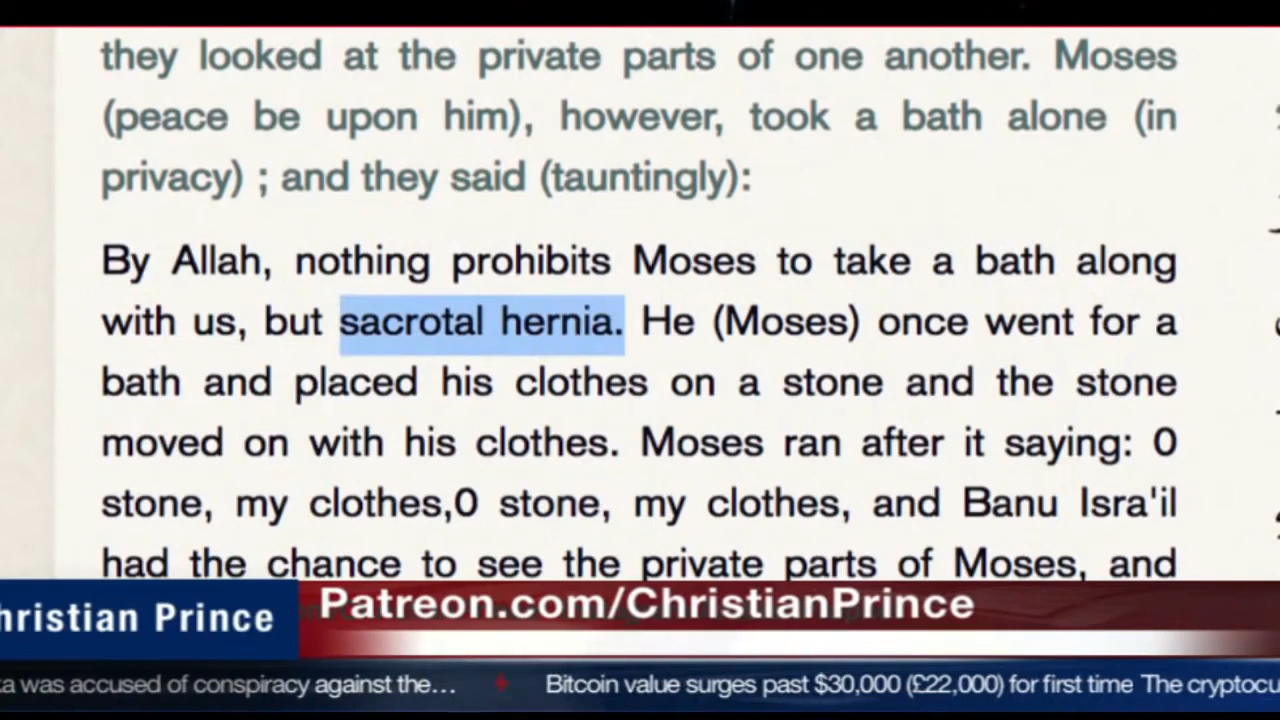 they looked at the private parts of one another. Moses
(peace be upon him), however, took a bath alone (in
privacy) ; and they said (tauntingly):
By Allah, nothing prohibits Moses to take a bath along
with us, but sacrotal hernia. He (Moses) once went for a
bath and placed his clothes on a stone and the stone
moved on with his clothes. Moses ran after it saying: 0
stone, my clothes,0 stone, my clothes, and Banu Isra'il
had the chance to see the private parts of Moses, and
hristian Prince
Patreon.com/ChristianPrince
ka was accused of conspiracy against the... Bitcoin value surges past $30,000 (£22,000) for first time The cryptocu